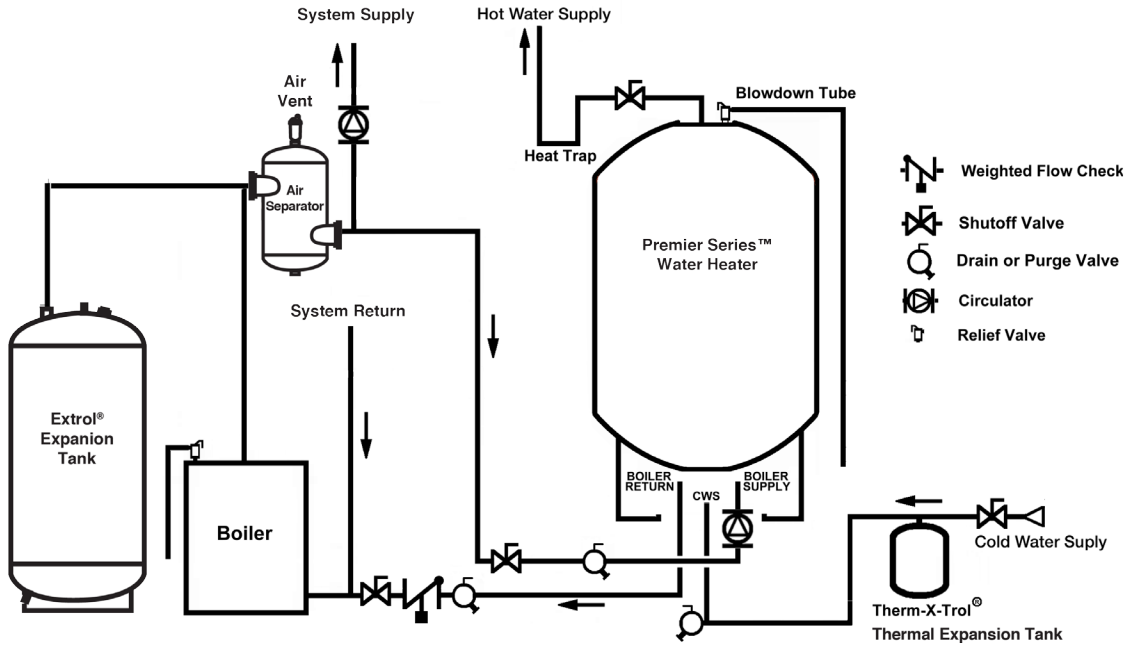 System Supply
Hot Water Supply
Air
Vent
Blowdown Tube
Heat Trap
Air
Separator
Weighted Flow Check
Shutoff Valve
Drain or Purge Valve
Circulator
Relief Valve
Premier Series™
Water Heater
System Return
Extrol®
Expanion
Tank
BOILER
RETURN
CWS
BOILER
SUPPLY
Boiler
Cold Water Suply
Therm-X-Trol®
Thermal Expansion Tank